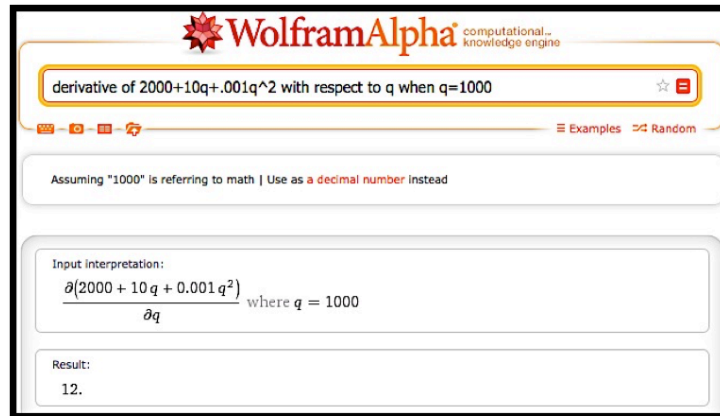 WolframAlpha computational... knowledge engine
derivative of 2000+10q+.001q^2 with respect to q when q=1000
Examples Random
Assuming "1000" is referring to math | Use as a decimal number instead
Input interpretation:
∂(2000 + 10 q + 0.001 q²)
∂q
where q = 1000
Result:
12.